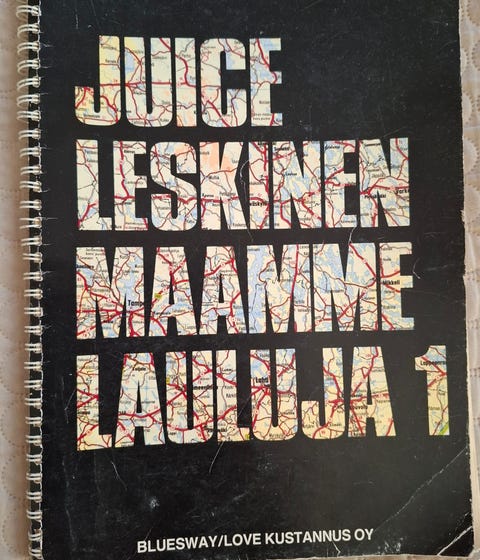 JUICE
LESKINEN
MAAMME
LAULUJA 1
BLUESWAY/LOVE KUSTANNUS OY